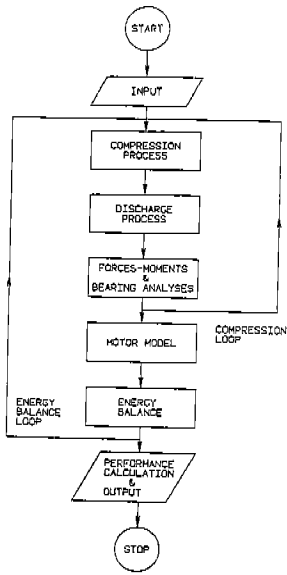 START
INPUT
COMPRESSION
PROCESS
DISCHARGE
PROCESS
FORCES-MOMENTS
&
BEARING ANALYSES
COMPRESSION
LOOP
MOTOR MODEL
ENERGY
BALANCE
LOOP
ENERGY
BALANCE
PERFORMANCE
CALCULATION
&
OUTPUT
STOP